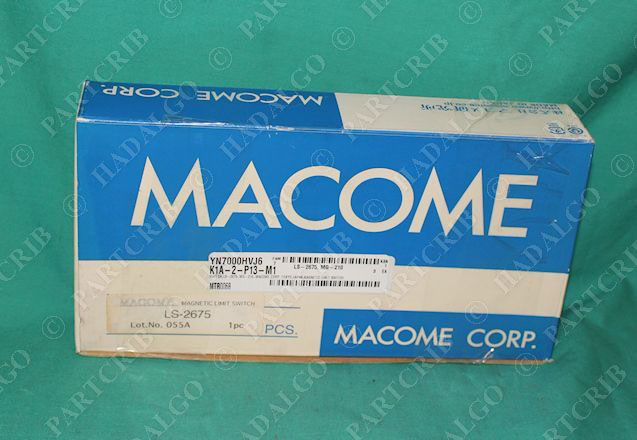 MACOME CORP.
MACOME
YN7000HVJ6
LS-2675, MG-210
K1A-2-P13-M1
MTR0068
MACOME MAGNETIC LIMIT SWITCH
LS-2675
Lot.No. 055A 1pc PCS.
MACOME CORP.
© PARTCRIB
HADALGO